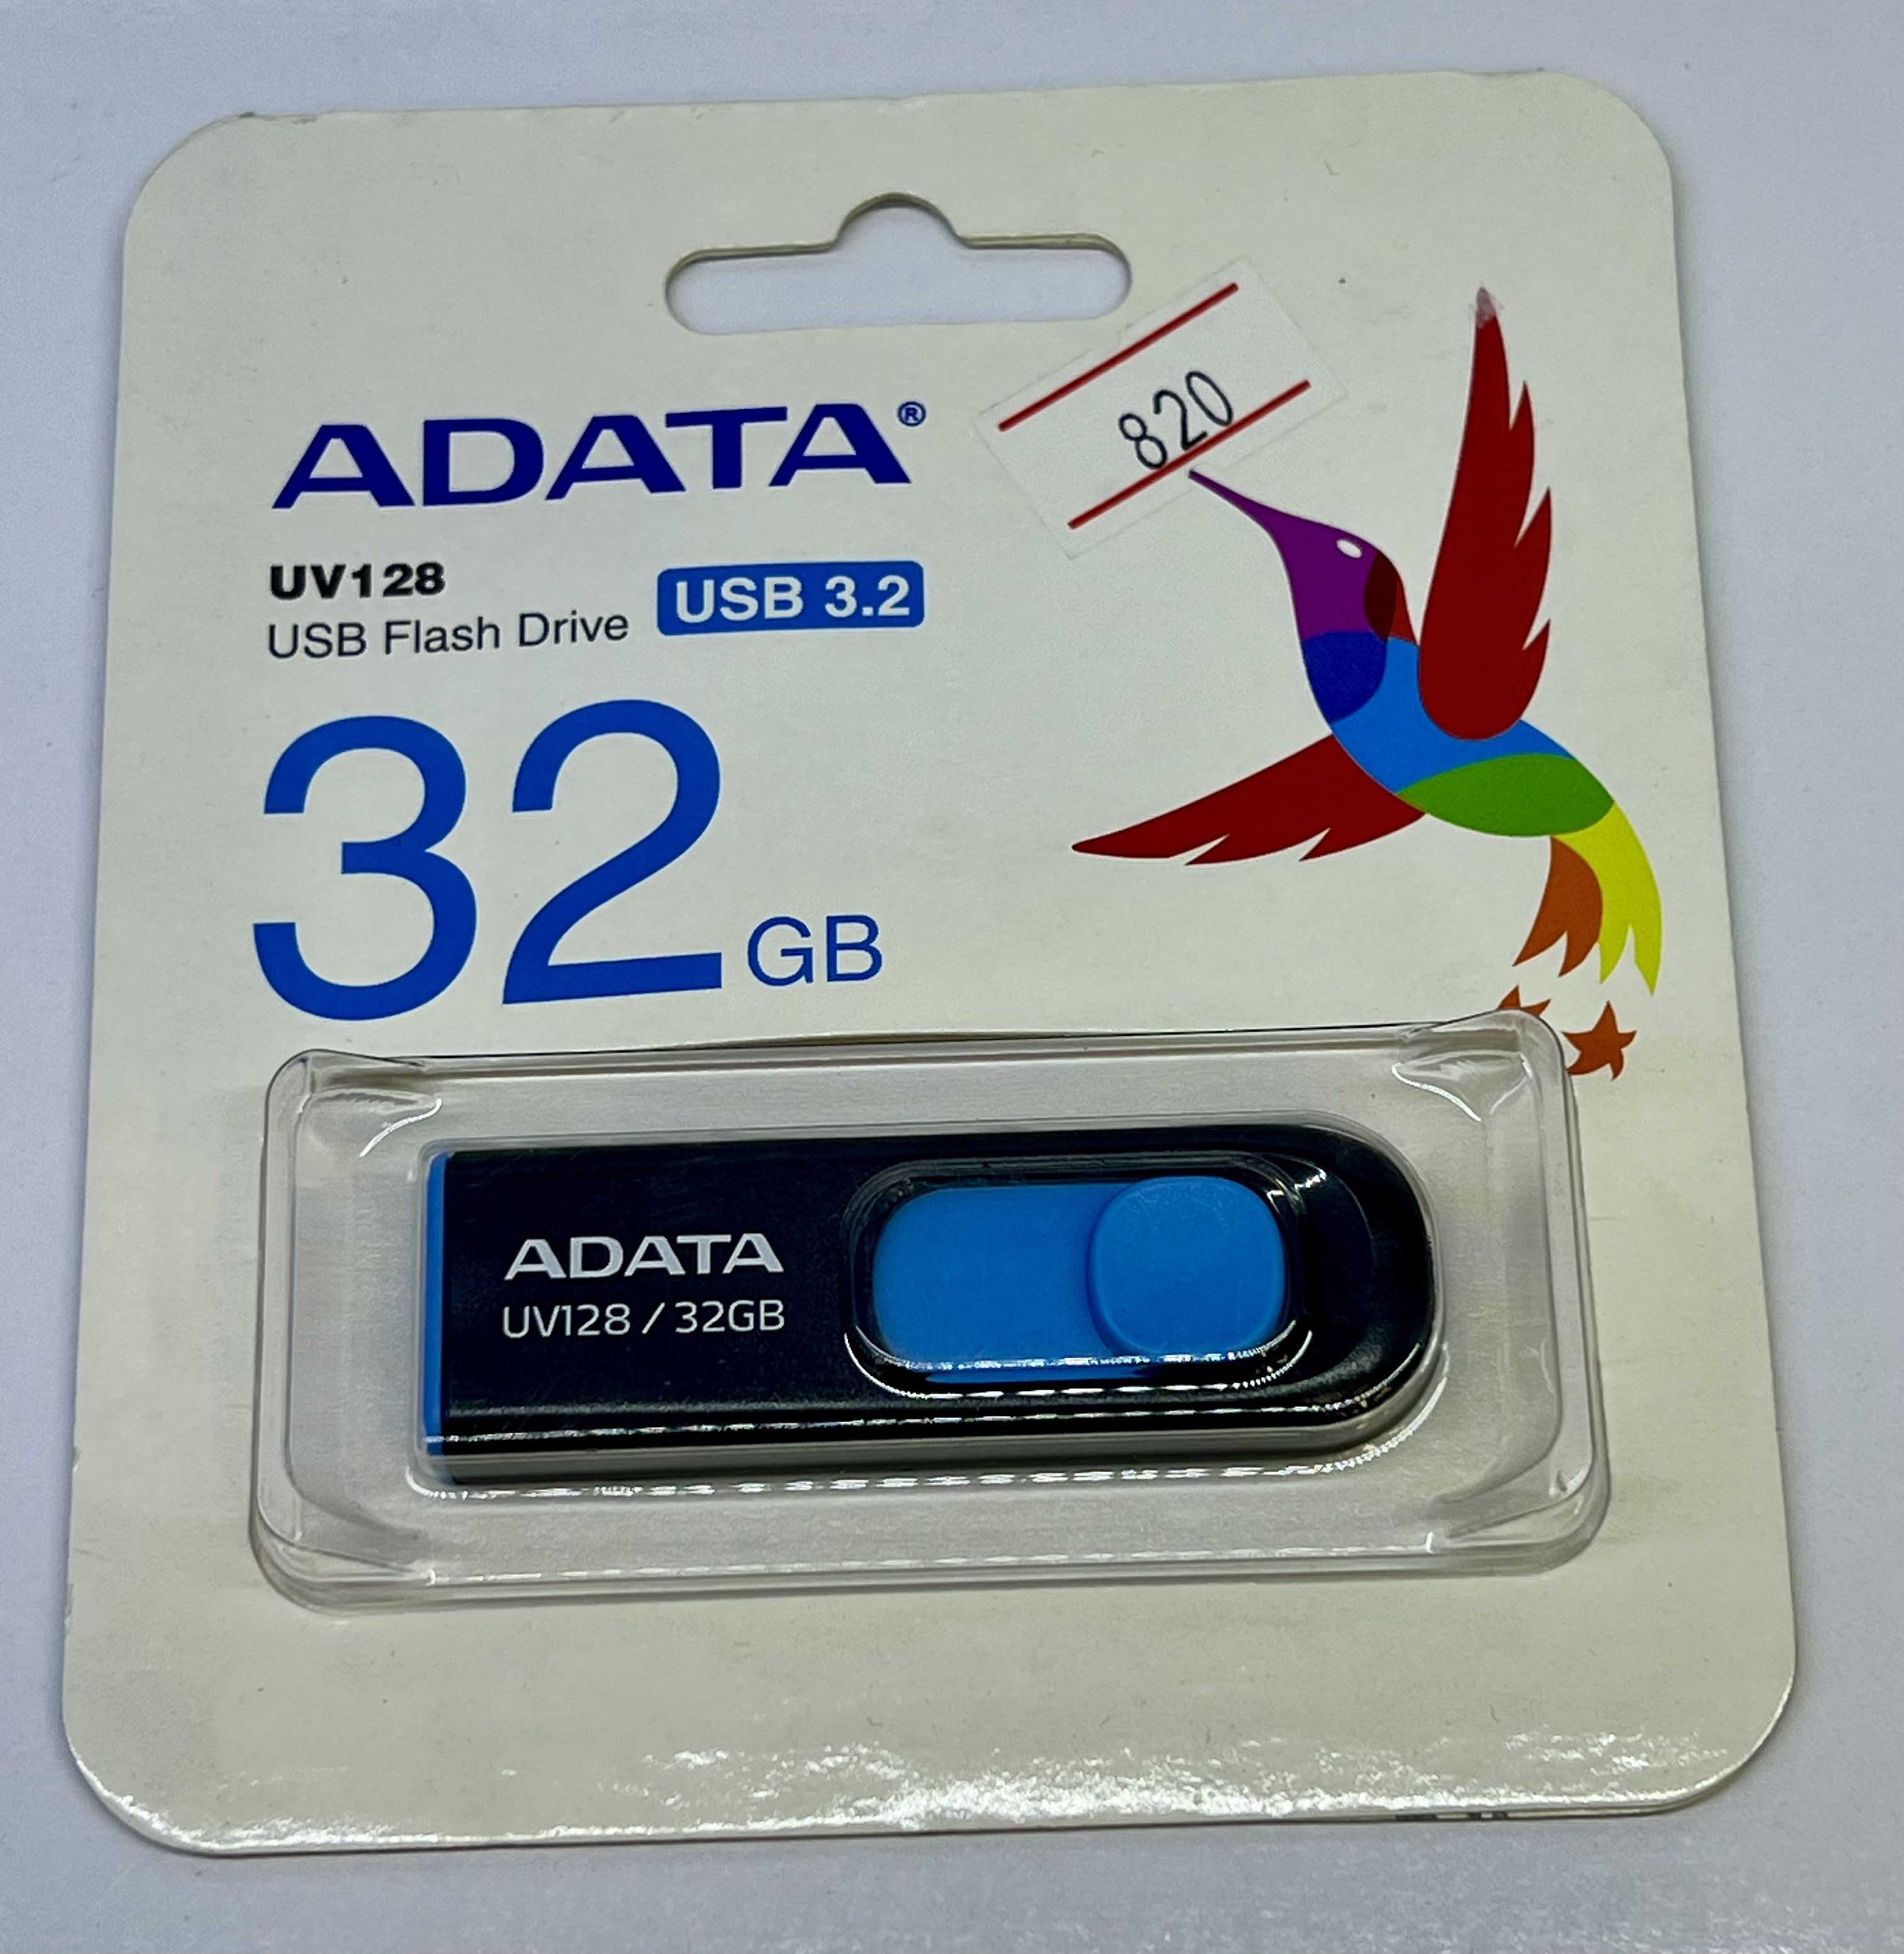 ADATA®
820
UV128
USB Flash Drive USB 3.2
32 GB
ADATA
UV128 / 32GB